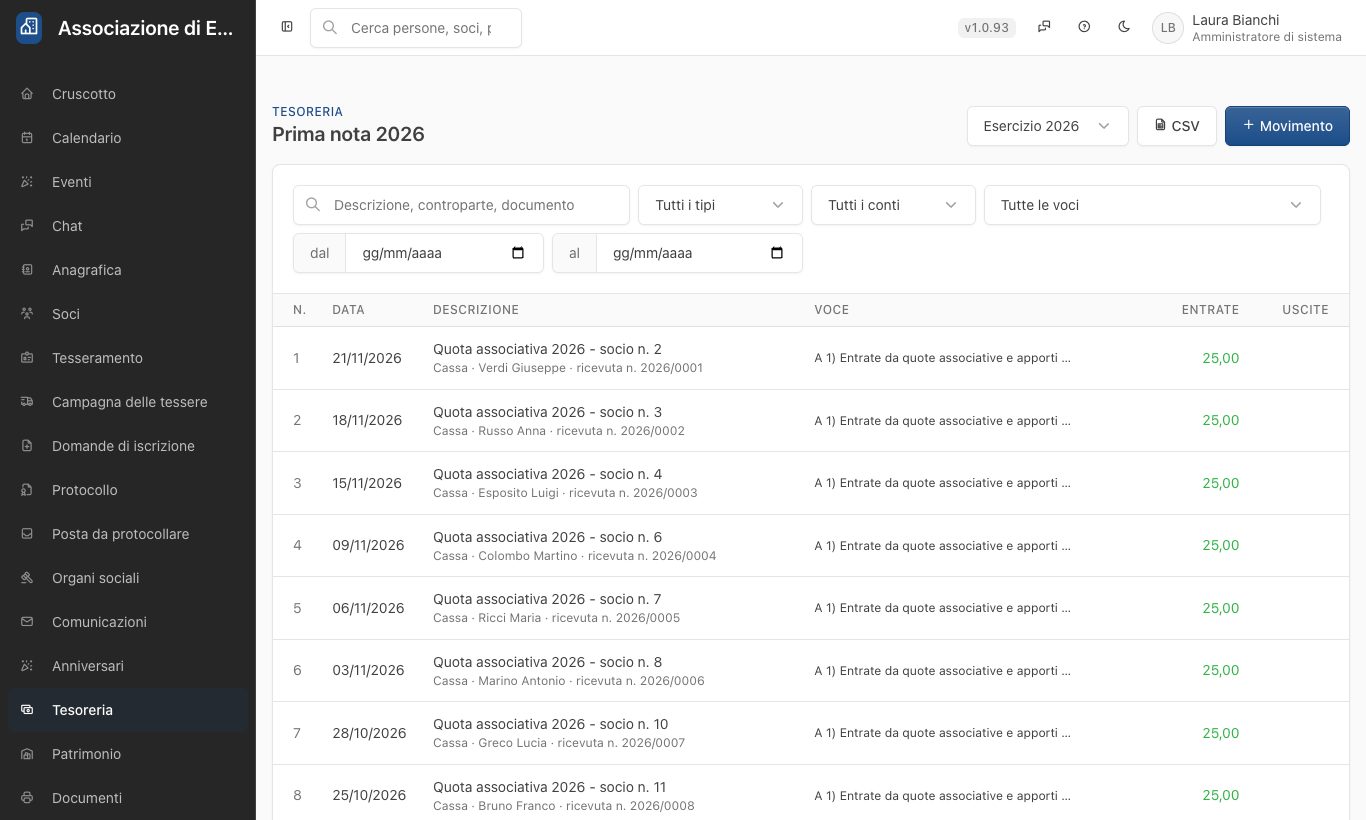 Associazione di E...
Cerca persone, soci, p
v1.0.93
LB
Laura Bianchi
Amministratore di sistema
Cruscotto
Calendario
Eventi
Chat
Anagrafica
Soci
Tesseramento
Campagna delle tessere
Domande di iscrizione
Protocollo
Posta da protocollare
Organi sociali
Comunicazioni
Anniversari
Tesoreria
Patrimonio
Documenti
TESORERIA
Prima nota 2026
Esercizio 2026
CSV
+ Movimento
Descrizione, controparte, documento
Tutti i tipi
Tutti i conti
Tutte le voci
dal gg/mm/aaaa
al gg/mm/aaaa
N. DATA DESCRIZIONE VOCE ENTRATE USCITE
1 21/11/2026 Quota associativa 2026 - socio n. 2 A 1) Entrate da quote associative e apporti ... 25,00
Cassa · Verdi Giuseppe · ricevuta n. 2026/0001
2 18/11/2026 Quota associativa 2026 - socio n. 3 A 1) Entrate da quote associative e apporti ... 25,00
Cassa · Russo Anna · ricevuta n. 2026/0002
3 15/11/2026 Quota associativa 2026 - socio n. 4 A 1) Entrate da quote associative e apporti ... 25,00
Cassa · Esposito Luigi · ricevuta n. 2026/0003
4 09/11/2026 Quota associativa 2026 - socio n. 6 A 1) Entrate da quote associative e apporti ... 25,00
Cassa · Colombo Martino · ricevuta n. 2026/0004
5 06/11/2026 Quota associativa 2026 - socio n. 7 A 1) Entrate da quote associative e apporti ... 25,00
Cassa · Ricci Maria · ricevuta n. 2026/0005
6 03/11/2026 Quota associativa 2026 - socio n. 8 A 1) Entrate da quote associative e apporti ... 25,00
Cassa · Marino Antonio · ricevuta n. 2026/0006
7 28/10/2026 Quota associativa 2026 - socio n. 10 A 1) Entrate da quote associative e apporti ... 25,00
Cassa · Greco Lucia · ricevuta n. 2026/0007
8 25/10/2026 Quota associativa 2026 - socio n. 11 A 1) Entrate da quote associative e apporti ... 25,00
Cassa · Bruno Franco · ricevuta n. 2026/0008